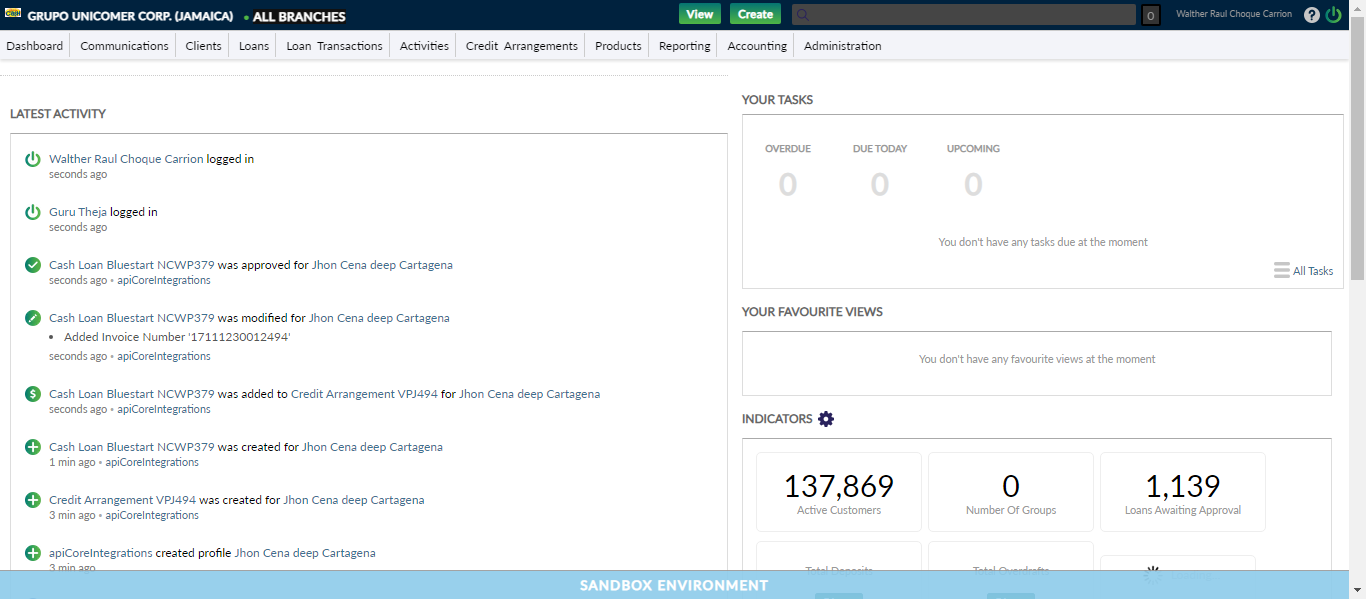 CASH
GRUPO UNICOMER CORP. (JAMAICA) • ALL BRANCHES
View Create
0 Walther Raul Choque Carrion ?
Dashboard Communications Clients Loans Loan Transactions Activities Credit Arrangements Products Reporting Accounting Administration
LATEST ACTIVITY
Walther Raul Choque Carrion logged in
seconds ago
Guru Theja logged in
seconds ago
Cash Loan Bluestart NCWP379 was approved for Jhon Cena deep Cartagena
seconds ago • apiCoreIntegrations
Cash Loan Bluestart NCWP379 was modified for Jhon Cena deep Cartagena
• Added Invoice Number '17111230012494'
seconds ago • apiCoreIntegrations
$ Cash Loan Bluestart NCWP379 was added to Credit Arrangement VPJ494 for Jhon Cena deep Cartagena
seconds ago • apiCoreIntegrations
Cash Loan Bluestart NCWP379 was created for Jhon Cena deep Cartagena
1 min ago • apiCoreIntegrations
Credit Arrangement VPJ494 was created for Jhon Cena deep Cartagena
3 min ago • apiCoreIntegrations
apiCoreIntegrations created profile Jhon Cena deep Cartagena
3 min ago
YOUR TASKS
OVERDUE DUE TODAY UPCOMING
0 0 0
You don't have any tasks due at the moment
All Tasks
YOUR FAVOURITE VIEWS
You don't have any favourite views at the moment
INDICATORS
137,869 0 1,139
Active Customers Number Of Groups Loans Awaiting Approval
Total Deposits Total Overdrafts
SANDBOX ENVIRONMENT